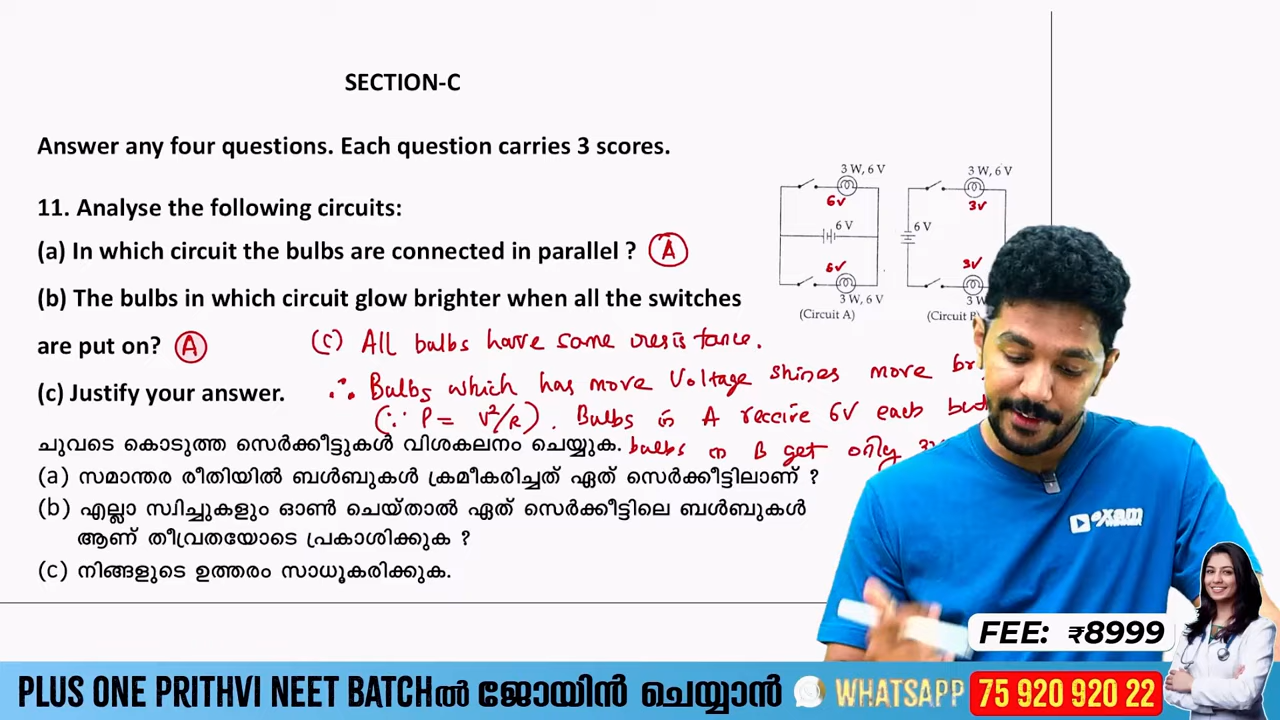 SECTION-C
Answer any four questions. Each question carries 3 scores.
11. Analyse the following circuits:
(a) In which circuit the bulbs are connected in parallel ? A
(b) The bulbs in which circuit glow brighter when all the switches
are put on? A
(c) All bulbs have same resistance.
(c) Justify your answer.
∴ Bulbs which has more Voltage shines more
(∵ P = V²/R). Bulbs in A receive 6V each but
bulbs in B get only
3 W, 6 V
6V
6 V
6V
3 W, 6 V
(Circuit A)
3 W, 6 V
3V
6 V
3V
3 W
(Circuit B
ചുവടെ കൊടുത്ത സെർക്കീട്ടുകൾ വിശകലനം ചെയ്യുക.
(a) സമാന്തര രീതിയിൽ ബൾബുകൾ ക്രമീകരിച്ചത് ഏത് സെർക്കീട്ടിലാണ് ?
(b) എല്ലാ സ്വിച്ചുകളും ഓൺ ചെയ്താൽ ഏത് സെർക്കീട്ടിലെ ബൾബുകൾ
ആണ് തീവ്രതയോടെ പ്രകാശിക്കുക ?
(c) നിങ്ങളുടെ ഉത്തരം സാധൂകരിക്കുക.
exam
FEE: ₹8999
PLUS ONE PRITHVI NEET BATCHൽ ജോയിൻ ചെയ്യാൻ WHATSAPP 75 920 920 22